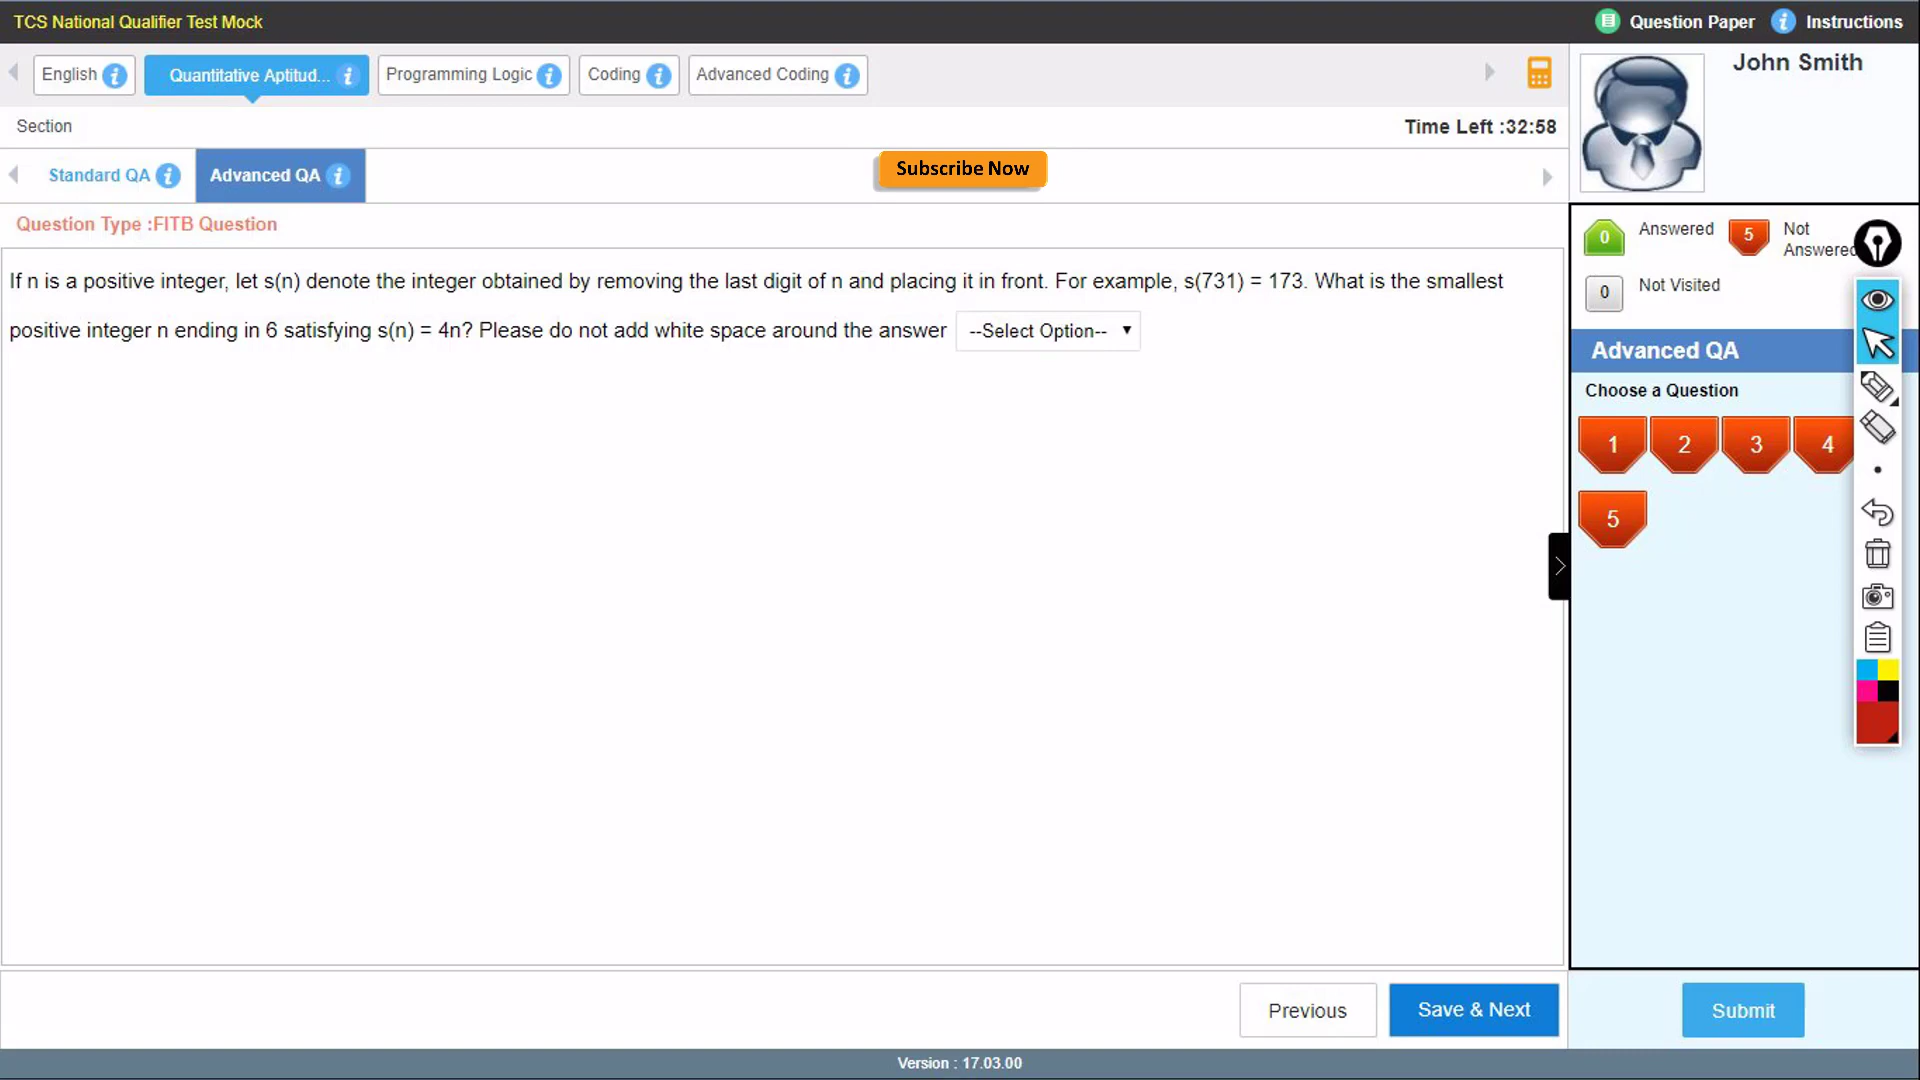 TCS National Qualifier Test Mock
Question Paper
Instructions
English
Quantitative Aptitud...
Programming Logic
Coding
Advanced Coding
John Smith
Section
Time Left :32:58
Standard QA
Advanced QA
Subscribe Now
Question Type :FITB Question
If n is a positive integer, let s(n) denote the integer obtained by removing the last digit of n and placing it in front. For example, s(731) = 173. What is the smallest
positive integer n ending in 6 satisfying s(n) = 4n? Please do not add white space around the answer --Select Option--
0 Answered
5 Not Answered
0 Not Visited
Advanced QA
Choose a Question
1 2 3 4
5
Previous
Save & Next
Submit
Version : 17.03.00